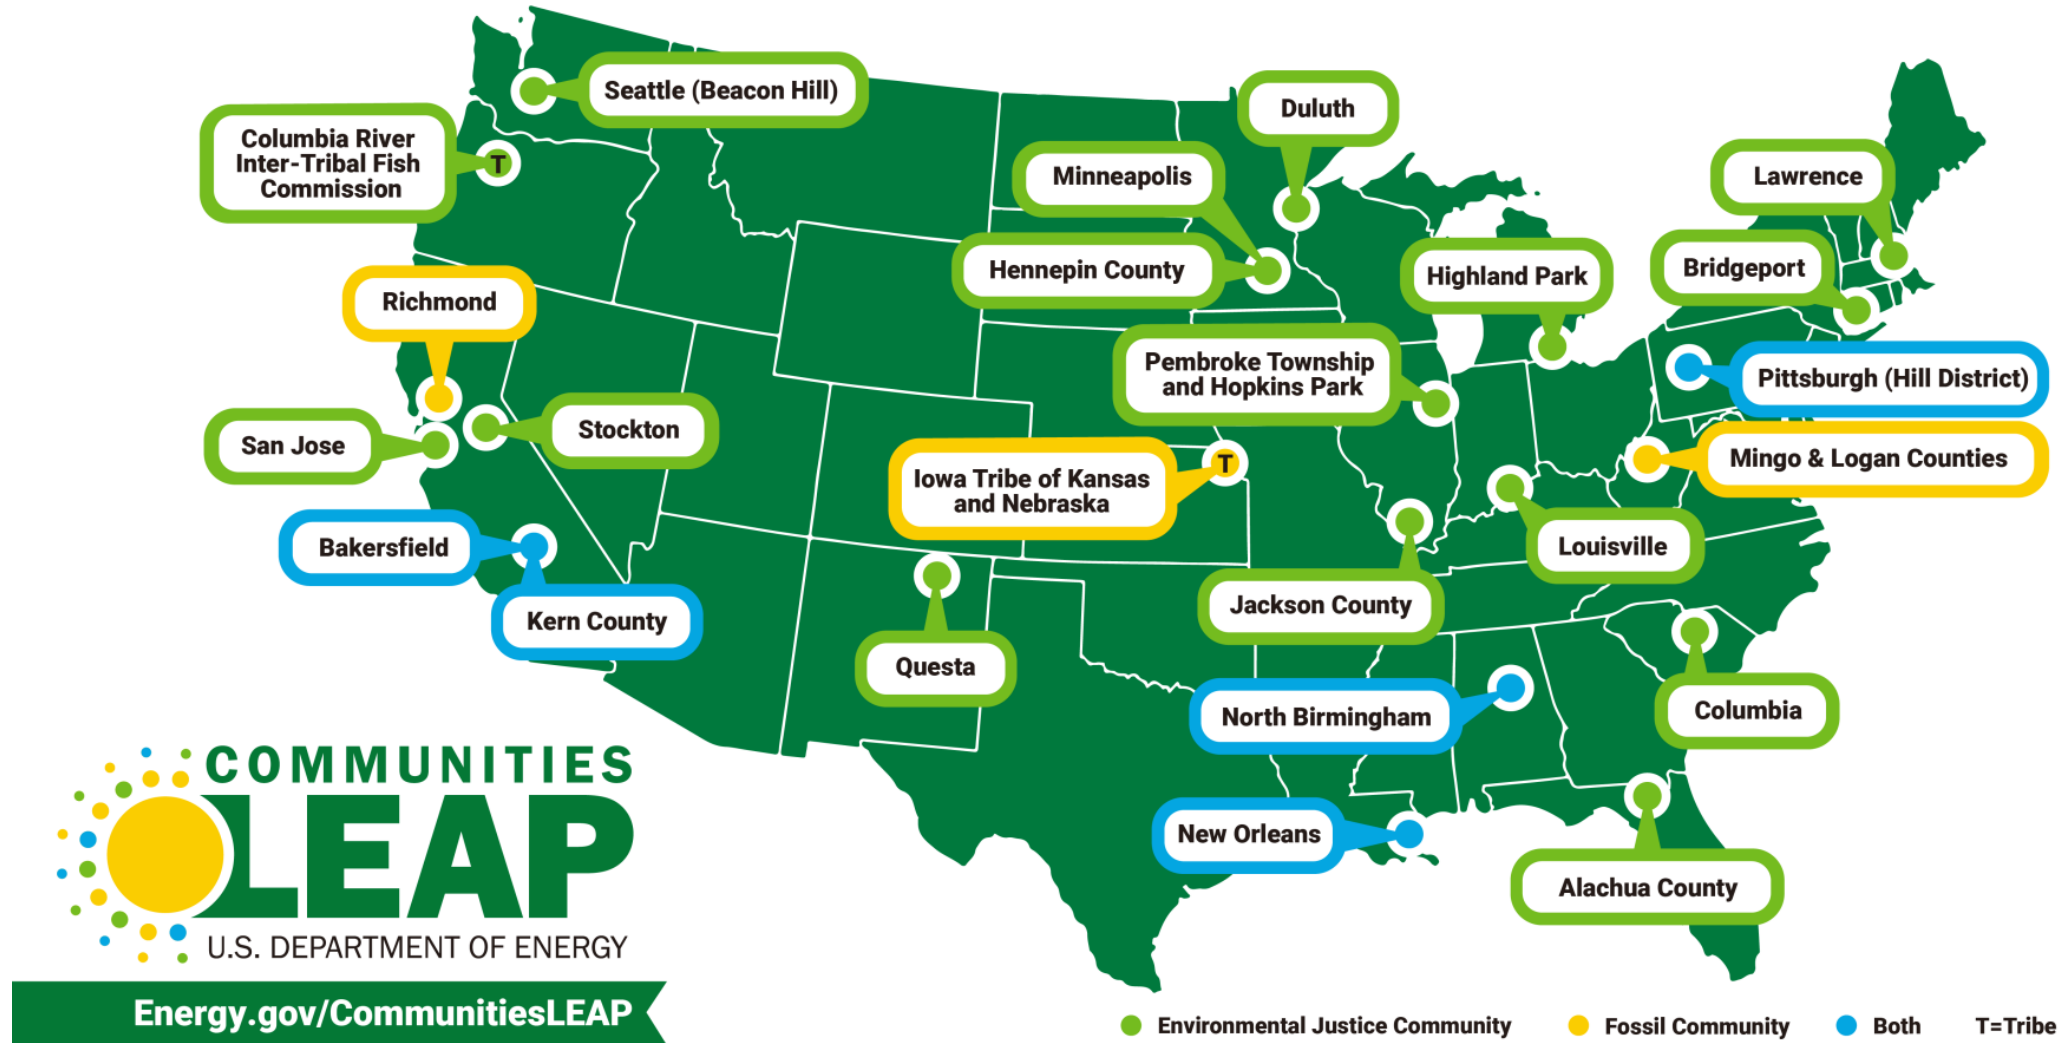 Seattle (Beacon Hill)
Columbia River
Inter-Tribal Fish
Commission
T
Duluth
Minneapolis
Hennepin County
Lawrence
Bridgeport
Highland Park
Richmond
Pembroke Township
and Hopkins Park
Pittsburgh (Hill District)
San Jose
Stockton
Iowa Tribe of Kansas
and Nebraska
T
Mingo & Logan Counties
Bakersfield
Kern County
Louisville
Jackson County
Questa
North Birmingham
Columbia
New Orleans
Alachua County
COMMUNITIES
LEAP
U.S. DEPARTMENT OF ENERGY
Energy.gov/CommunitiesLEAP
Environmental Justice Community
Fossil Community
Both
T=Tribe